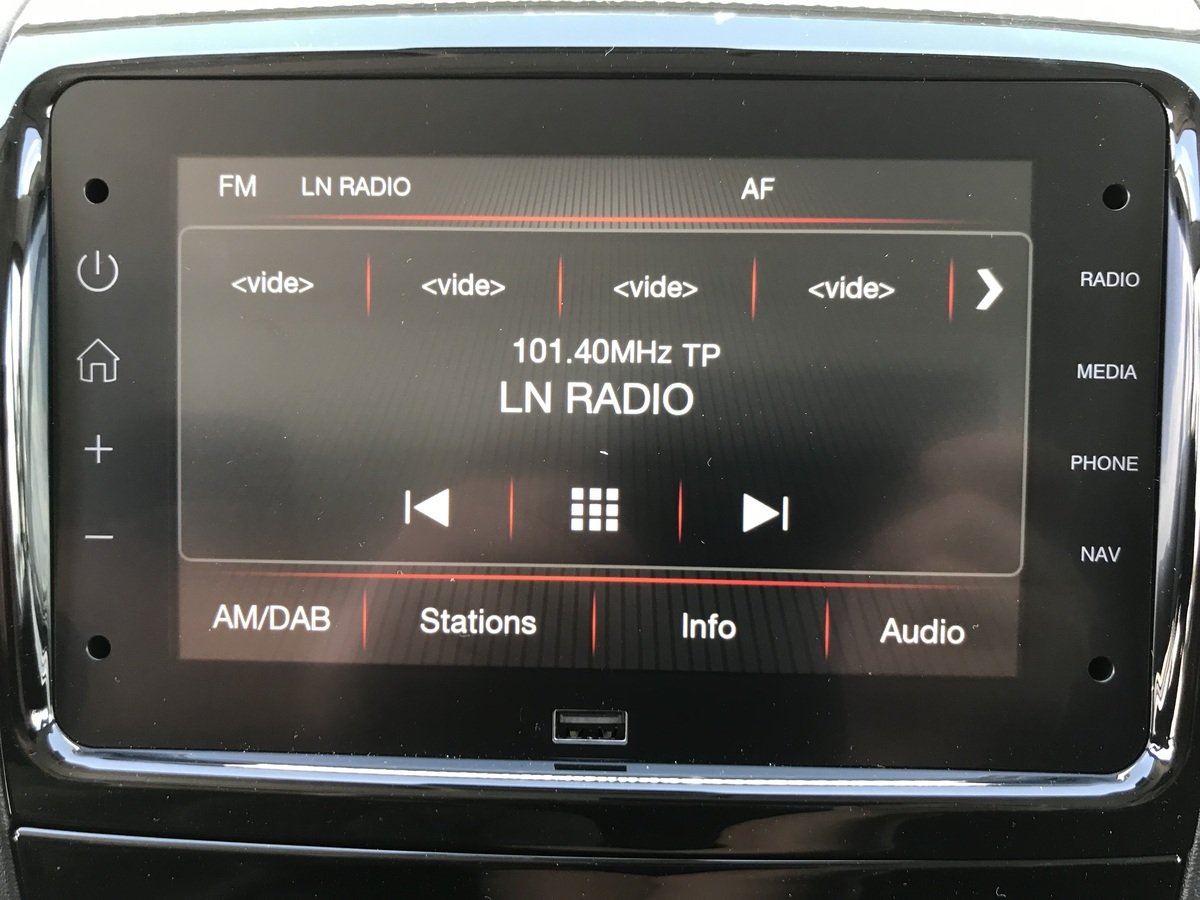 FM LN RADIO AF
<vide> <vide> <vide> <vide>
RADIO
101.40MHz TP
MEDIA
LN RADIO
PHONE
NAV
AM/DAB Stations Info Audio